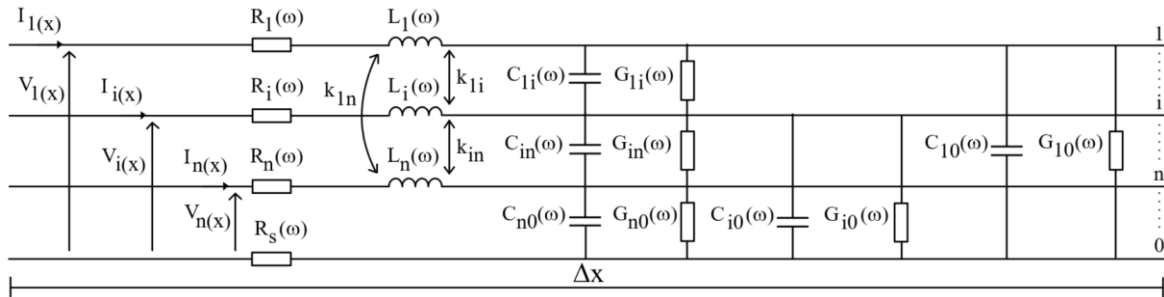 I1(x) R1(ω) L1(ω) 1
V1(x) Ii(x) Ri(ω) k1n Li(ω) k1i C1i(ω) G1i(ω) i
Vi(x) In(x) Rn(ω) Ln(ω) kin Cin(ω) Gin(ω) C10(ω) G10(ω) n
Vn(x) Rs(ω) Cn0(ω) Gn0(ω) Ci0(ω) Gi0(ω) 0
Δx